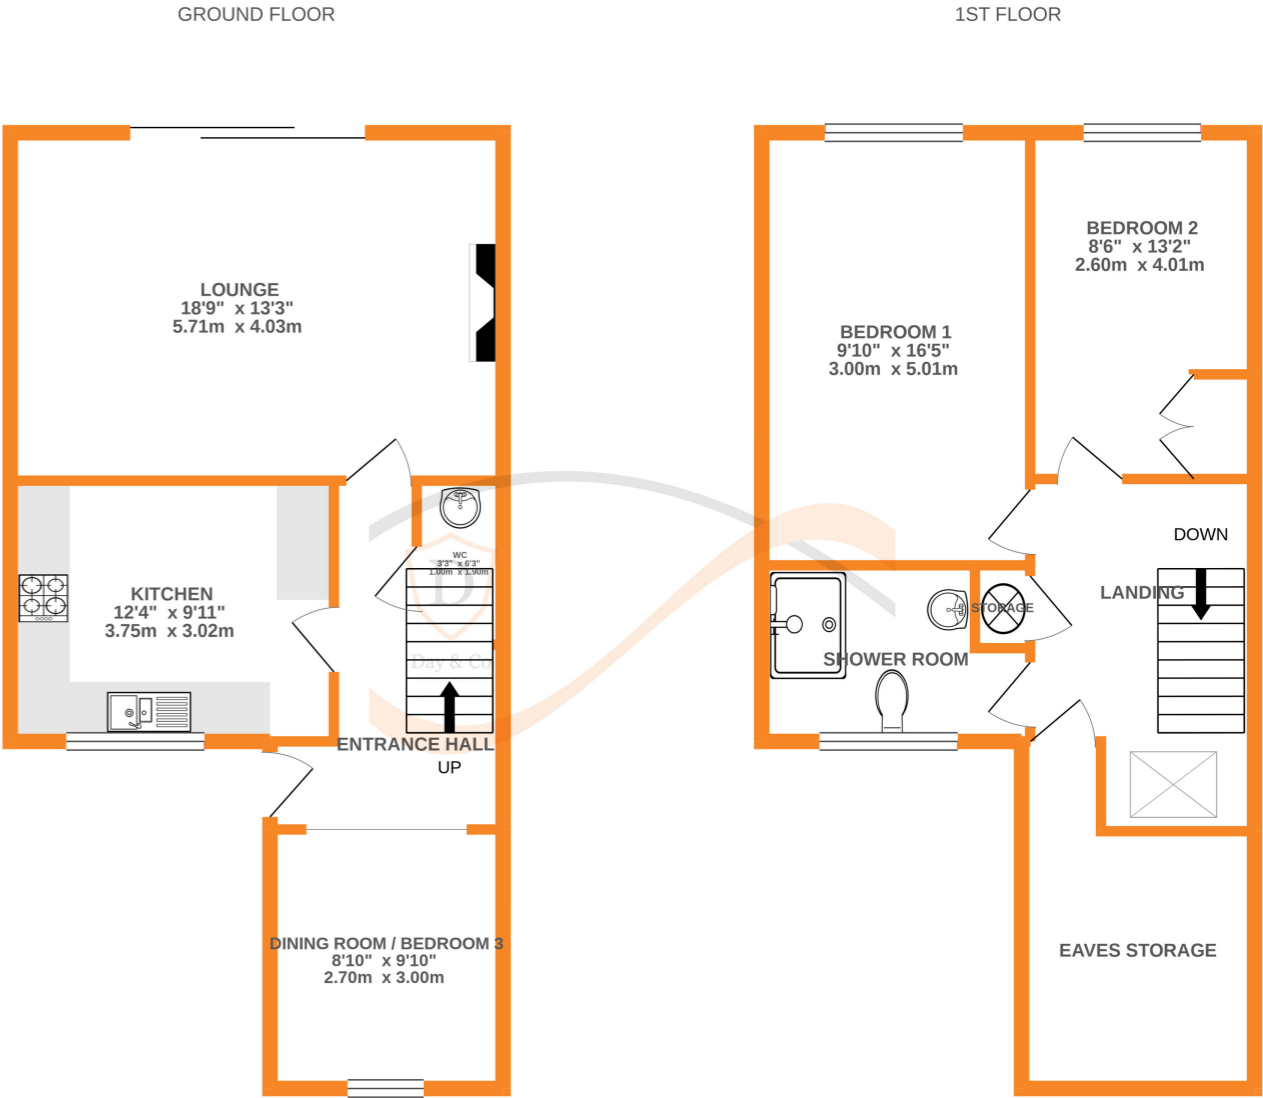 GROUND FLOOR
1ST FLOOR
LOUNGE
18'9" x 13'3"
5.71m x 4.03m
KITCHEN
12'4" x 9'11"
3.75m x 3.02m
WC
3'3" x 6'3"
1.00m x 1.90m
D
Day & Co
ENTRANCE HALL
UP
DINING ROOM / BEDROOM 3
8'10" x 9'10"
2.70m x 3.00m
BEDROOM 1
9'10" x 16'5"
3.00m x 5.01m
BEDROOM 2
8'6" x 13'2"
2.60m x 4.01m
DOWN
LANDING
STORAGE
SHOWER ROOM
EAVES STORAGE